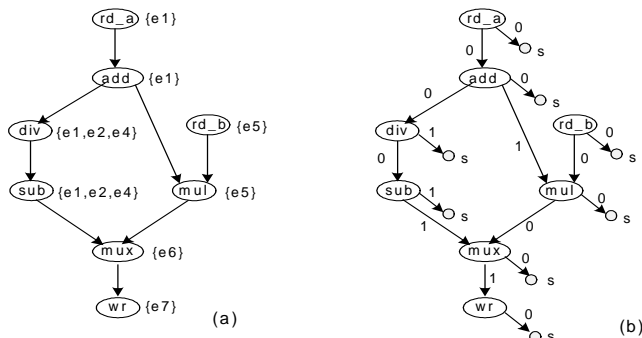 rd_a {e1}
add {e1}
div {e1,e2,e4}
rd_b {e5}
sub {e1,e2,e4}
mul {e5}
mux {e6}
wr {e7}
(a)
rd_a
0
0 s
add
0
0 s
1
div
1
s
0
rd_b
0
0 s
sub
1
s
1
mul
0
s
0
mux
0
s
1
wr
0
s
(b)